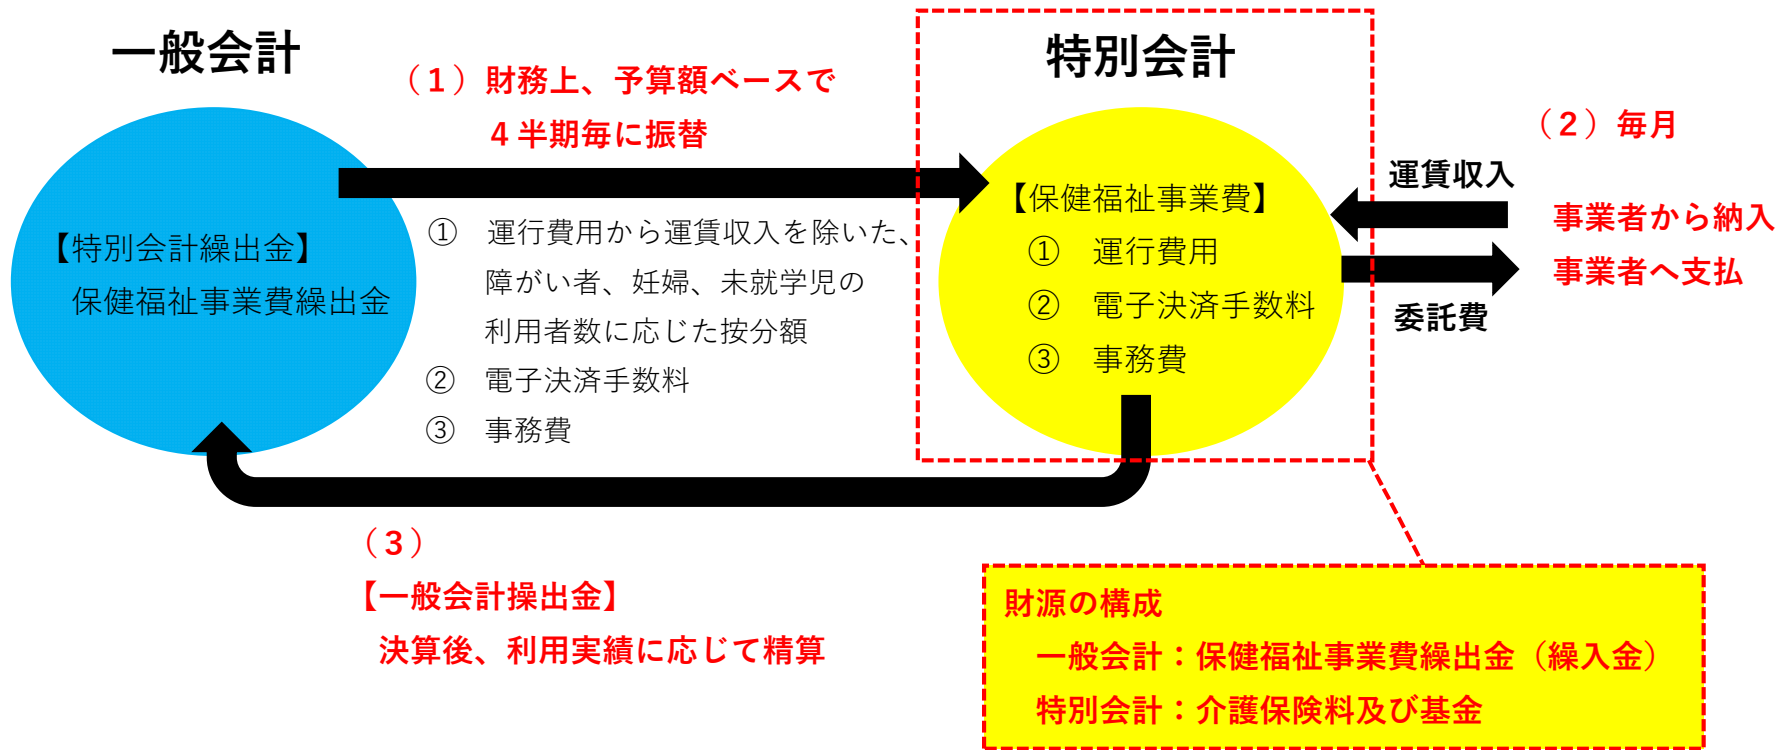 一般会計
（１）財務上、予算額ベースで
４半期毎に振替
特別会計
（２）毎月
運賃収入
事業者から納入
事業者へ支払
委託費
【特別会計繰出金】
保健福祉事業費繰出金
①　運行費用から運賃収入を除いた、
障がい者、妊婦、未就学児の
利用者数に応じた按分額
②　電子決済手数料
③　事務費
【保健福祉事業費】
①　運行費用
②　電子決済手数料
③　事務費
（３）
【一般会計操出金】
決算後、利用実績に応じて精算
財源の構成
一般会計：保健福祉事業費繰出金（繰入金）
特別会計：介護保険料及び基金